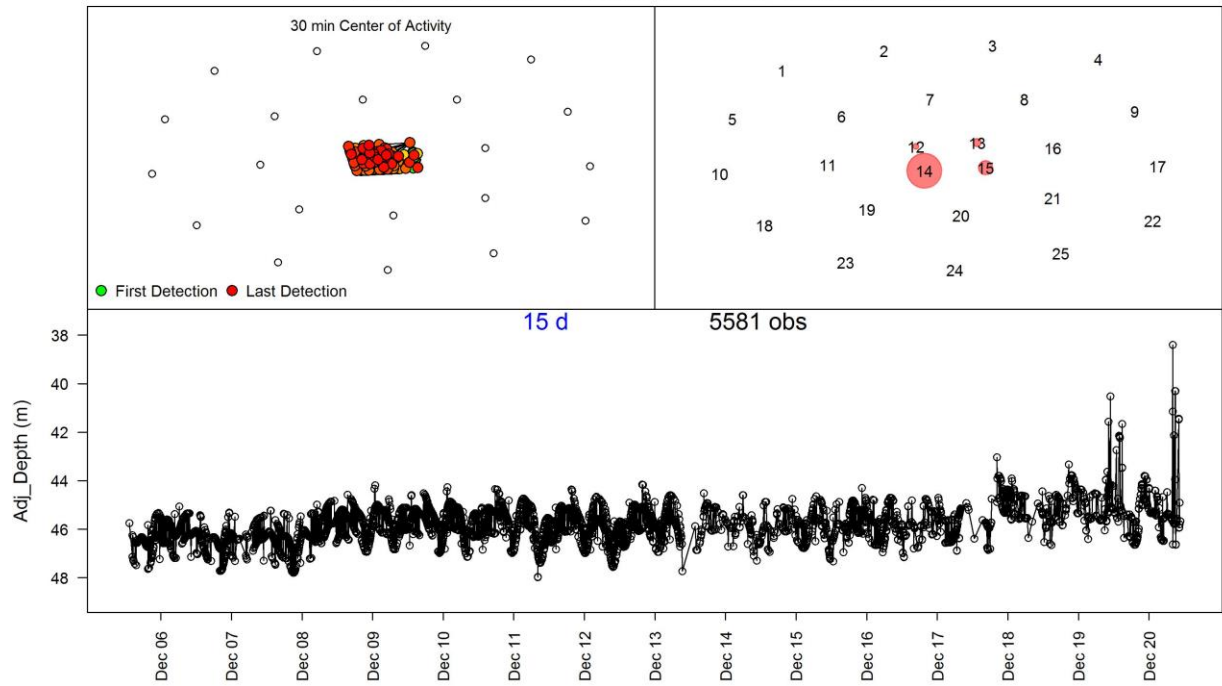 30 min Center of Activity
First Detection
Last Detection
1
2
3
4
5
6
7
8
9
10
11
12
13
14
15
16
17
18
19
20
21
22
23
24
25
15 d
5581 obs
Adj_Depth (m)
38
40
42
44
46
48
Dec 06
Dec 07
Dec 08
Dec 09
Dec 10
Dec 11
Dec 12
Dec 13
Dec 14
Dec 15
Dec 16
Dec 17
Dec 18
Dec 19
Dec 20